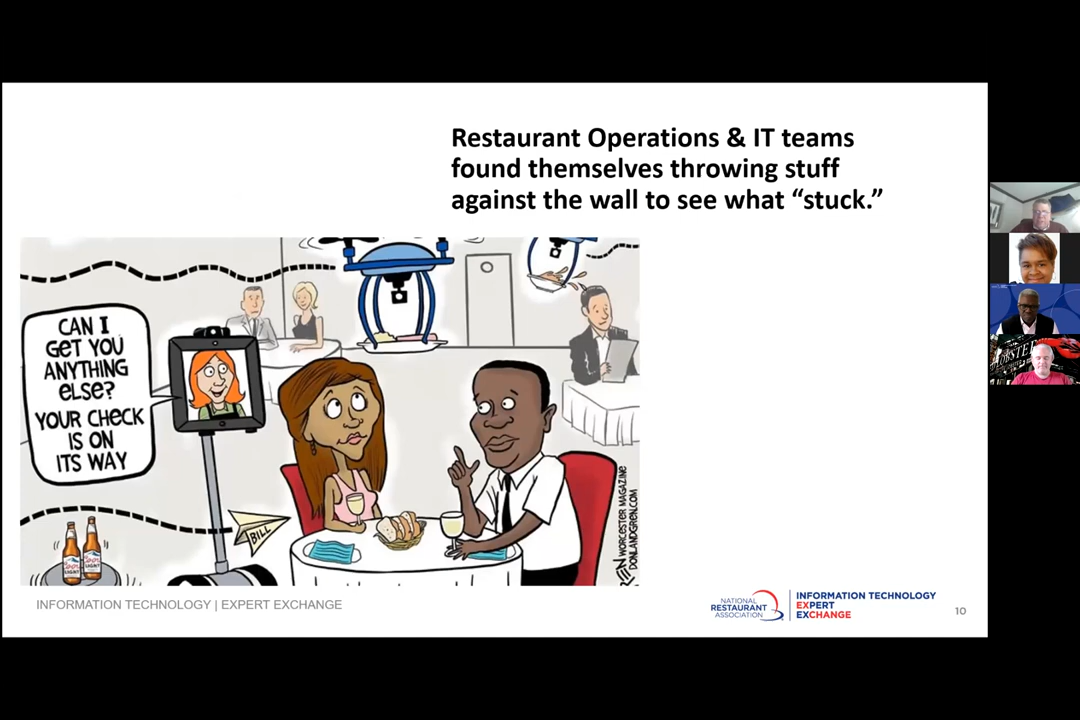 Restaurant Operations & IT teams
found themselves throwing stuff
against the wall to see what “stuck.”
CAN I
GET YOU
ANYTHING
ELSE?
YOUR CHECK
IS ON
ITS WAY
BILL
LIGHT
LIGHT
WORCESTER MAGAZINE
DONLANDGREN.COM
INFORMATION TECHNOLOGY | EXPERT EXCHANGE
NATIONAL
RESTAURANT
ASSOCIATION
INFORMATION TECHNOLOGY
EXPERT
EXCHANGE
10